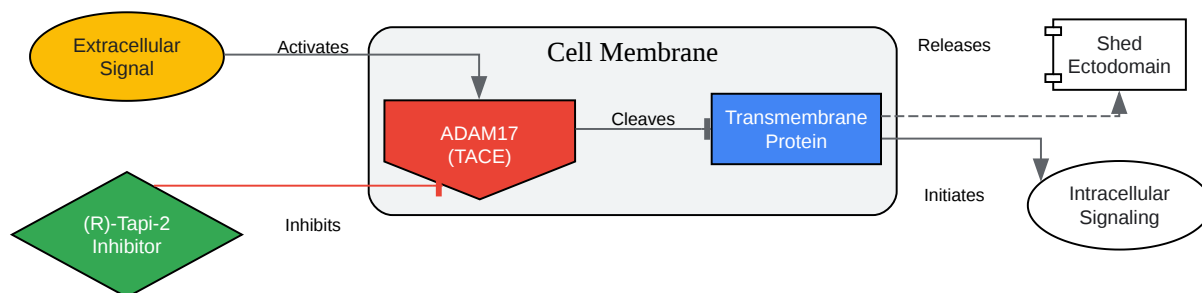 Extracellular
Signal
Activates
Cell Membrane
Releases
Shed
Ectodomain
ADAM17
(TACE)
Cleaves
Transmembrane
Protein
(R)-Tapi-2
Inhibitor
Inhibits
Initiates
Intracellular
Signaling